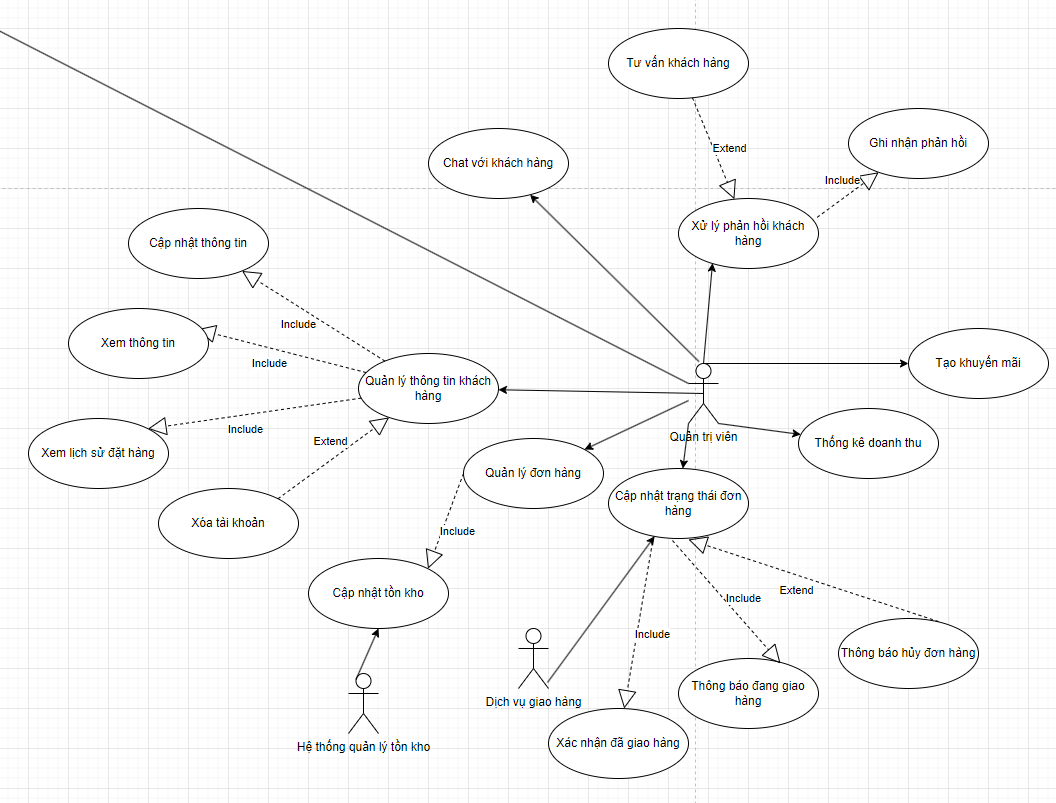 Tư vấn khách hàng
Ghi nhận phản hồi
Extend
Chat với khách hàng
Include
Xử lý phản hồi khách
hàng
Cập nhật thông tin
Include
Xem thông tin
Include
Tạo khuyến mãi
Quản lý thông tin khách
hàng
Include
Quản trị viên
Thống kê doanh thu
Extend
Xem lịch sử đặt hàng
Quản lý đơn hàng
Cập nhật trạng thái đơn
hàng
Xóa tài khoản
Include
Cập nhật tồn kho
Include
Extend
Include
Thông báo hủy đơn hàng
Thông báo đang giao
hàng
Dịch vụ giao hàng
Xác nhận đã giao hàng
Hệ thống quản lý tồn kho